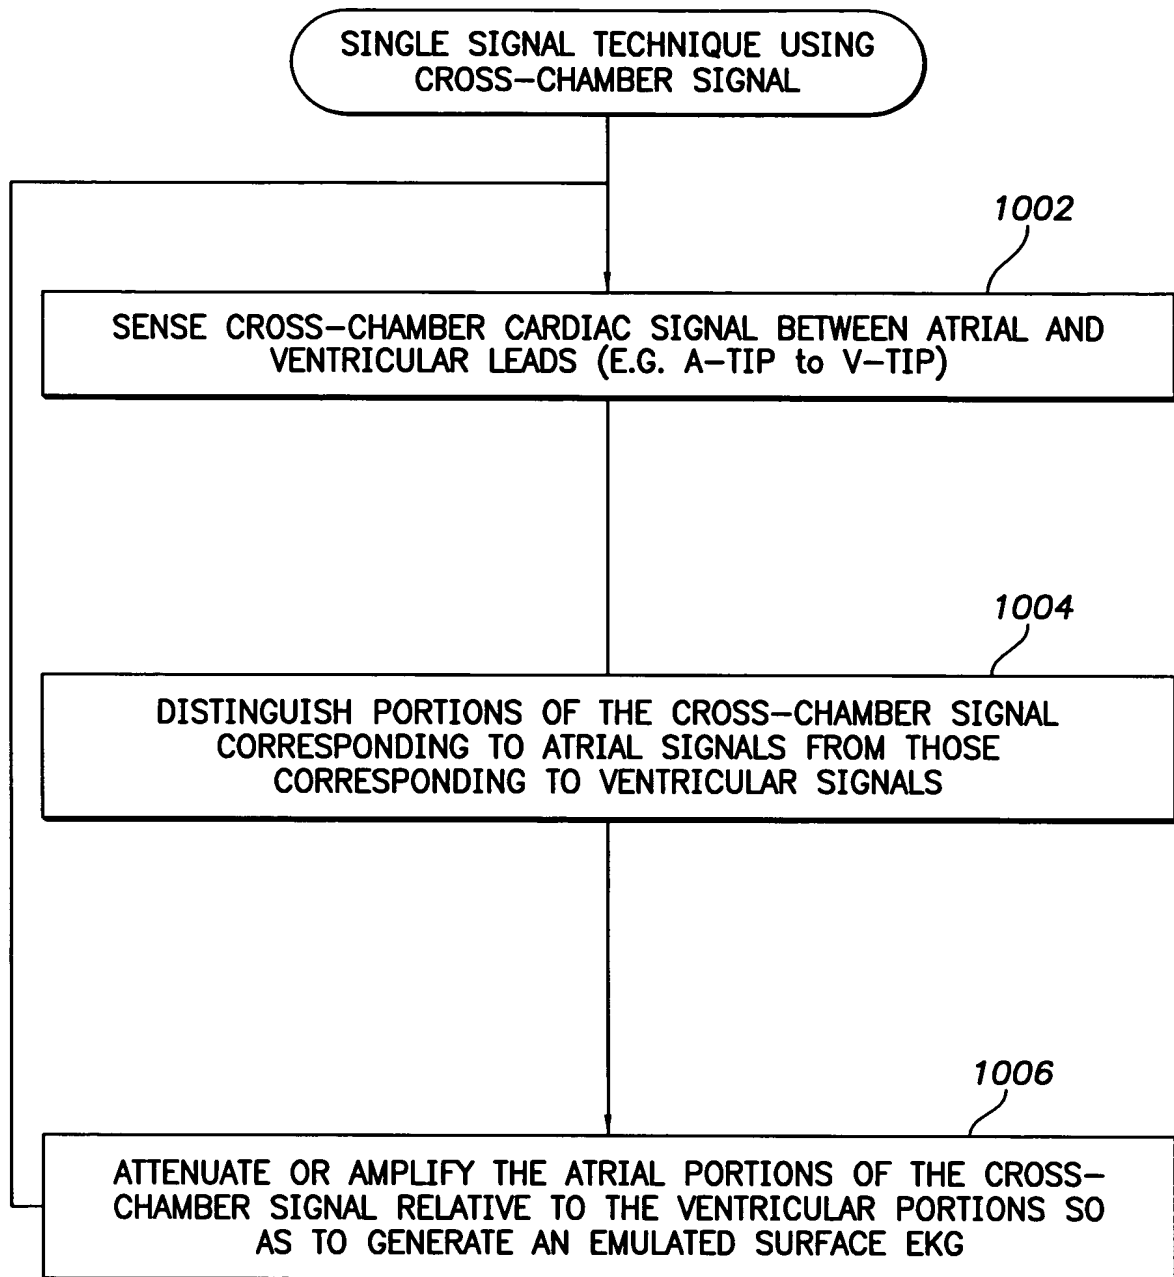 SINGLE SIGNAL TECHNIQUE USING
CROSS-CHAMBER SIGNAL
1002
SENSE CROSS-CHAMBER CARDIAC SIGNAL BETWEEN ATRIAL AND
VENTRICULAR LEADS (E.G. A-TIP to V-TIP)
1004
DISTINGUISH PORTIONS OF THE CROSS-CHAMBER SIGNAL
CORRESPONDING TO ATRIAL SIGNALS FROM THOSE
CORRESPONDING TO VENTRICULAR SIGNALS
1006
ATTENUATE OR AMPLIFY THE ATRIAL PORTIONS OF THE CROSS-
CHAMBER SIGNAL RELATIVE TO THE VENTRICULAR PORTIONS SO
AS TO GENERATE AN EMULATED SURFACE EKG